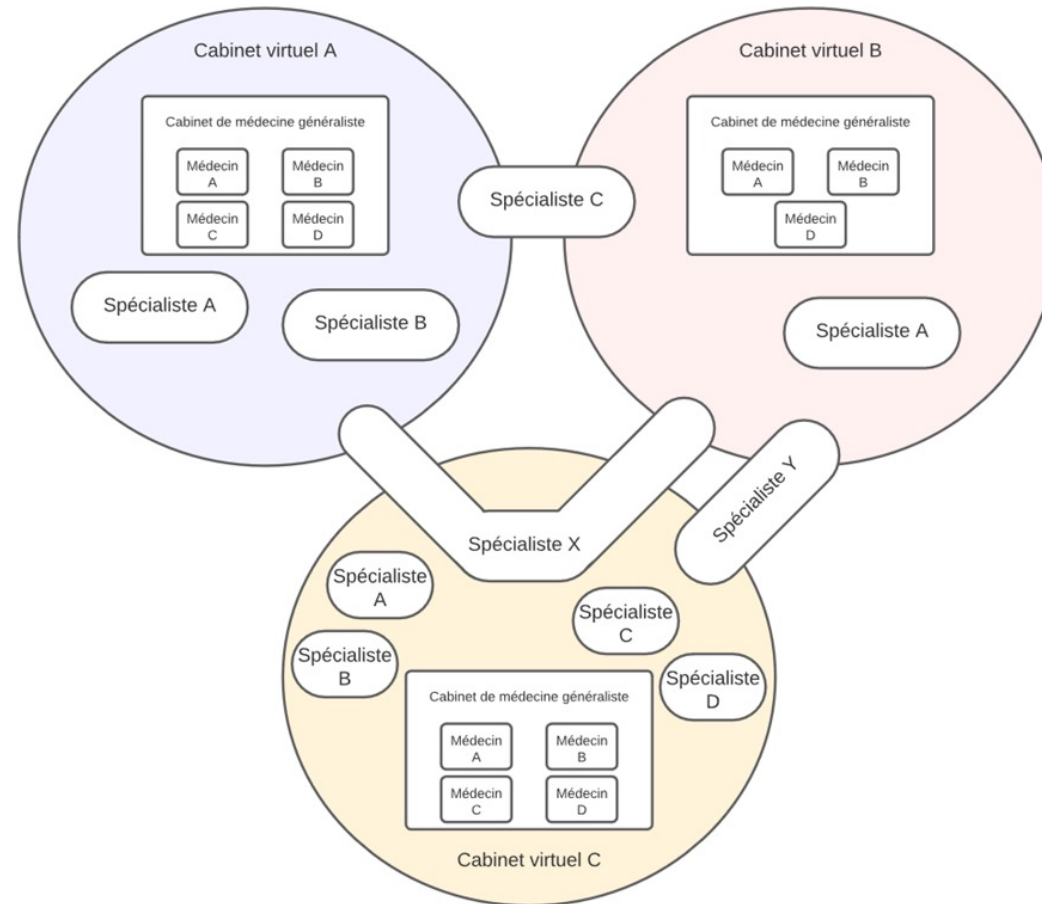 Cabinet virtuel A
Cabinet de médecine généraliste
Médecin
A
Médecin
B
Médecin
C
Médecin
D
Spécialiste A
Spécialiste B
Spécialiste C
Cabinet virtuel B
Cabinet de médecine généraliste
Médecin
A
Médecin
B
Médecin
D
Spécialiste A
Spécialiste Y
Spécialiste X
Spécialiste
A
Spécialiste
B
Spécialiste
C
Spécialiste
D
Cabinet de médecine généraliste
Médecin
A
Médecin
B
Médecin
C
Médecin
D
Cabinet virtuel C